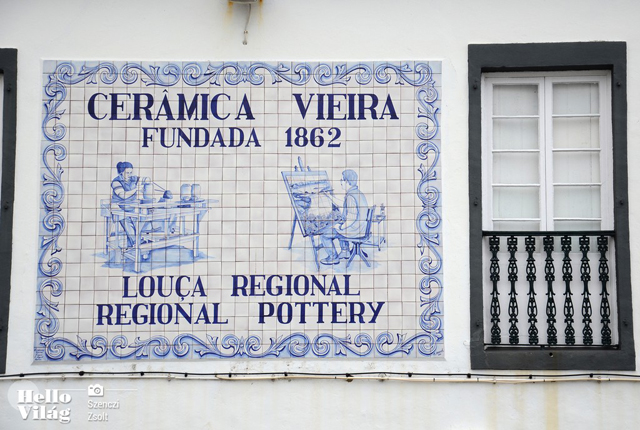 CERÂMICA VIEIRA
FUNDADA 1862
LOUÇA REGIONAL
REGIONAL POTTERY
Hello
Világ
Szenczi
Zsolt